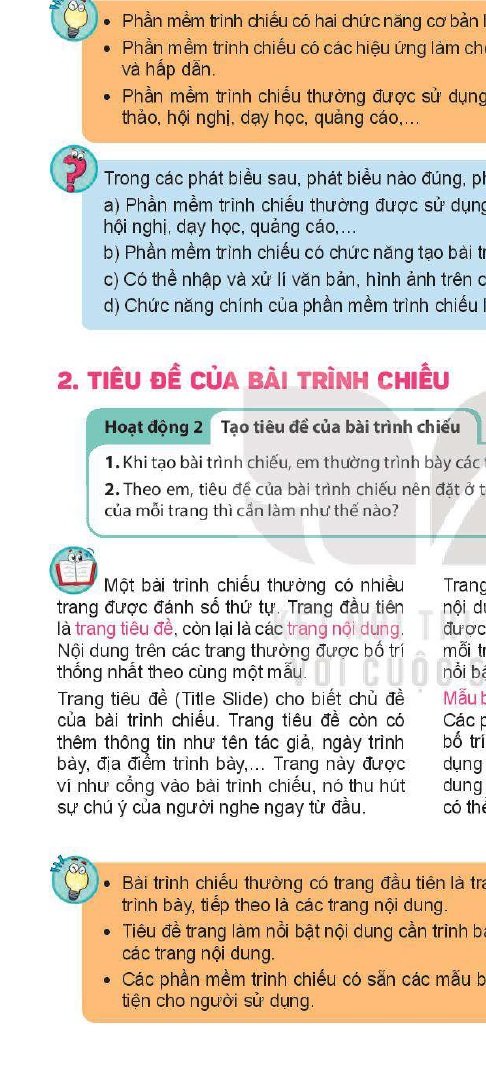 • Phần mềm trình chiếu có hai chức năng cơ bản
• Phần mềm trình chiếu có các hiệu ứng làm
và hấp dẫn.
• Phần mềm trình chiếu thường được sử dụng
thảo, hội nghị, dạy học, quảng cáo,...
Trong các phát biểu sau, phát biểu nào đúng,
a) Phần mềm trình chiếu thường được sử dụng
hội nghị, dạy học, quảng cáo,...
b) Phần mềm trình chiếu có chức năng tạo bài
c) Có thể nhập và xử lí văn bản, hình ảnh trên
d) Chức năng chính của phần mềm trình chiếu
2. TIÊU ĐỀ CỦA BÀI TRÌNH CHIẾU
Hoạt động 2 Tạo tiêu đề của bài trình chiếu
1. Khi tạo bài trình chiếu, em thường trình bày các
2. Theo em, tiêu đề của bài trình chiếu nên đặt ở
của mỗi trang thì cần làm như thế nào?
Một bài trình chiếu thường có nhiều
trang được đánh số thứ tự. Trang đầu tiên
là trang tiêu đề, còn lại là các trang nội dung.
Nội dung trên các trang thường được bố trí
thống nhất theo cùng một mẫu.
Trang tiêu đề (Title Slide) cho biết chủ đề
của bài trình chiếu. Trang tiêu đề còn có
thêm thông tin như tên tác giả, ngày trình
bày, địa điểm trình bày,... Trang này được
ví như cổng vào bài trình chiếu, nó thu hút
sự chú ý của người nghe ngay từ đầu.
Trang
nội
được
mỗi
nổi
Mẫu
Các
bố trí
dụng
dung
có
• Bài trình chiếu thường có trang đầu tiên là
trình bày, tiếp theo là các trang nội dung.
• Tiêu đề trang làm nổi bật nội dung cần trình
các trang nội dung.
• Các phần mềm trình chiếu có sẵn các mẫu
tiện cho người sử dụng.